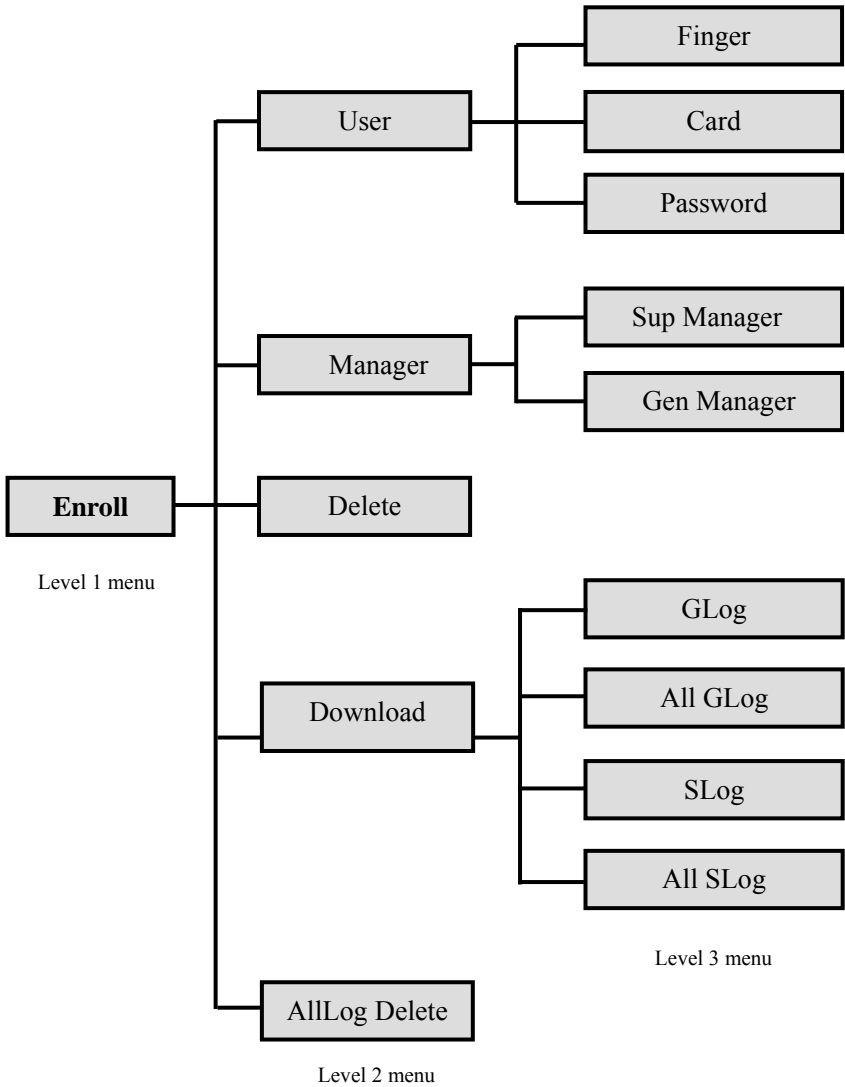 Finger
User
Card
Password
Sup Manager
Manager
Gen Manager
Enroll
Delete
Level 1 menu
GLog
All GLog
Download
SLog
All SLog
Level 3 menu
AllLog Delete
Level 2 menu